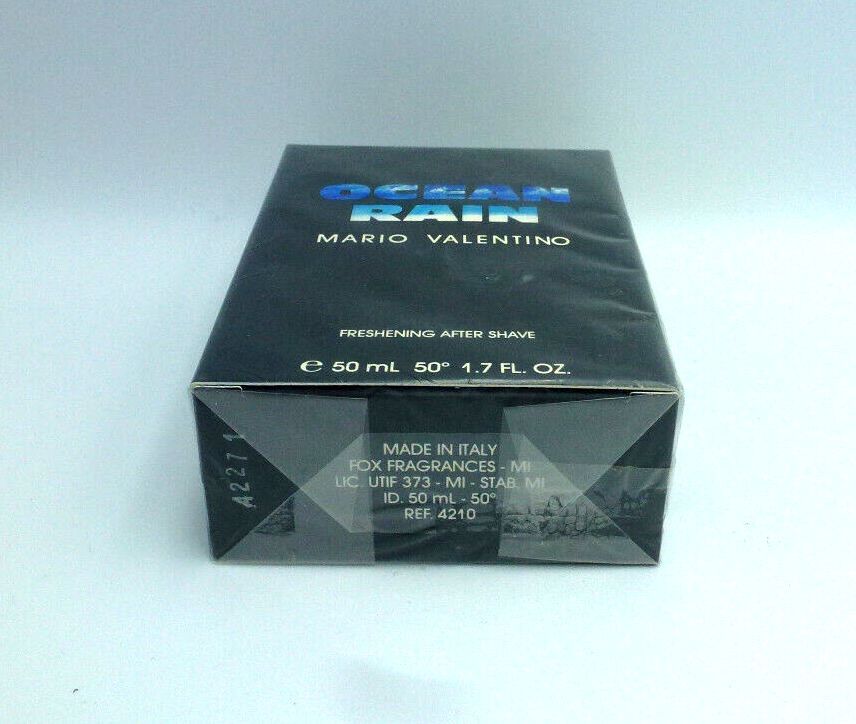 OCEAN
RAIN
MARIO VALENTINO
FRESHENING AFTER SHAVE
℮ 50 mL 50° 1.7 FL. OZ.
MADE IN ITALY
FOX FRAGRANCES - MI
LIC. UTIF 373 - MI - STAB. MI
ID. 50 mL - 50°
REF. 4210
A2271